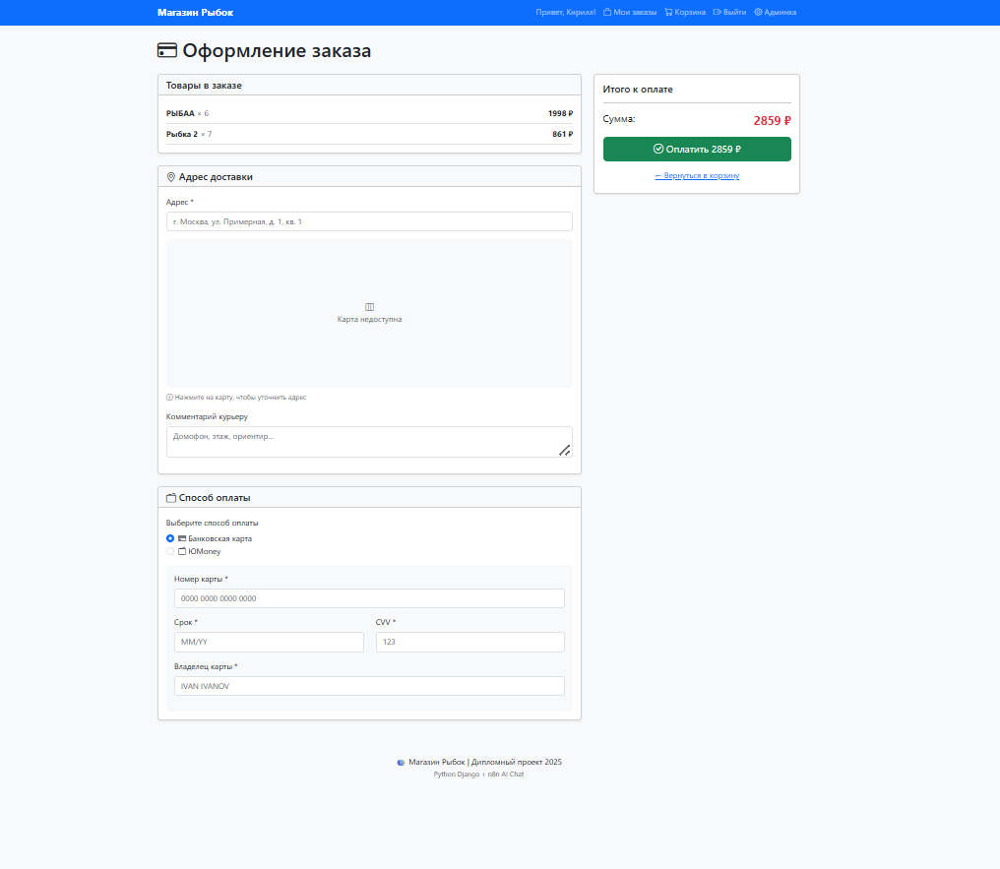 Магазин Рыбок
Привет, Кирилл! Мои заказы Корзина Выйти Админка
Оформление заказа
Товары в заказе
РЫБАА × 6 1998 ₽
Рыбка 2 × 7 861 ₽
Итого к оплате
Сумма: 2859 ₽
Оплатить 2859 ₽
← Вернуться в корзину
Адрес доставки
Адрес *
г. Москва, ул. Примерная, д. 1, кв. 1
Карта недоступна
Нажмите на карту, чтобы уточнить адрес
Комментарий курьеру
Домофон, этаж, ориентир...
Способ оплаты
Выберите способ оплаты
Банковская карта
ЮMoney
Номер карты *
0000 0000 0000 0000
Срок * CVV *
MM/YY 123
Владелец карты *
IVAN IVANOV
Магазин Рыбок | Дипломный проект 2025
Python Django + n8n AI Chat